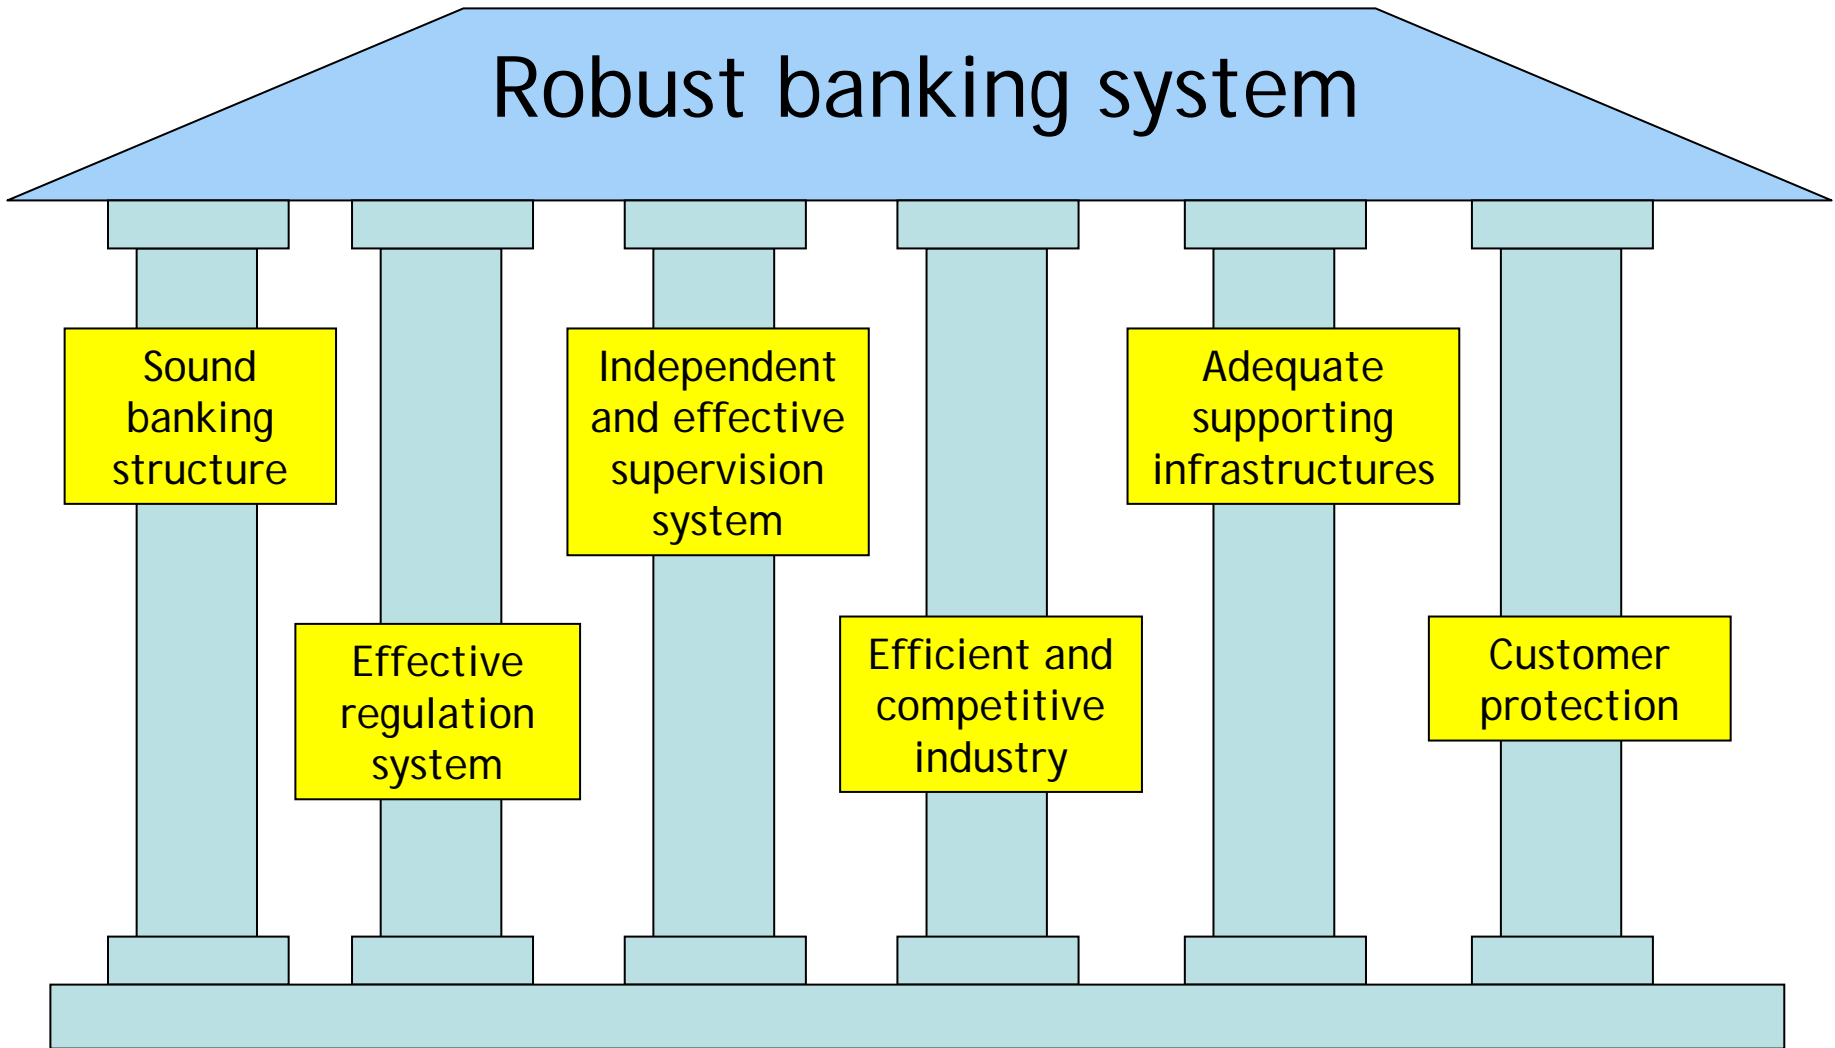 Robust banking system
Sound
banking
structure
Effective
regulation
system
Independent
and effective
supervision
system
Efficient and
competitive
industry
Adequate
supporting
infrastructures
Customer
protection